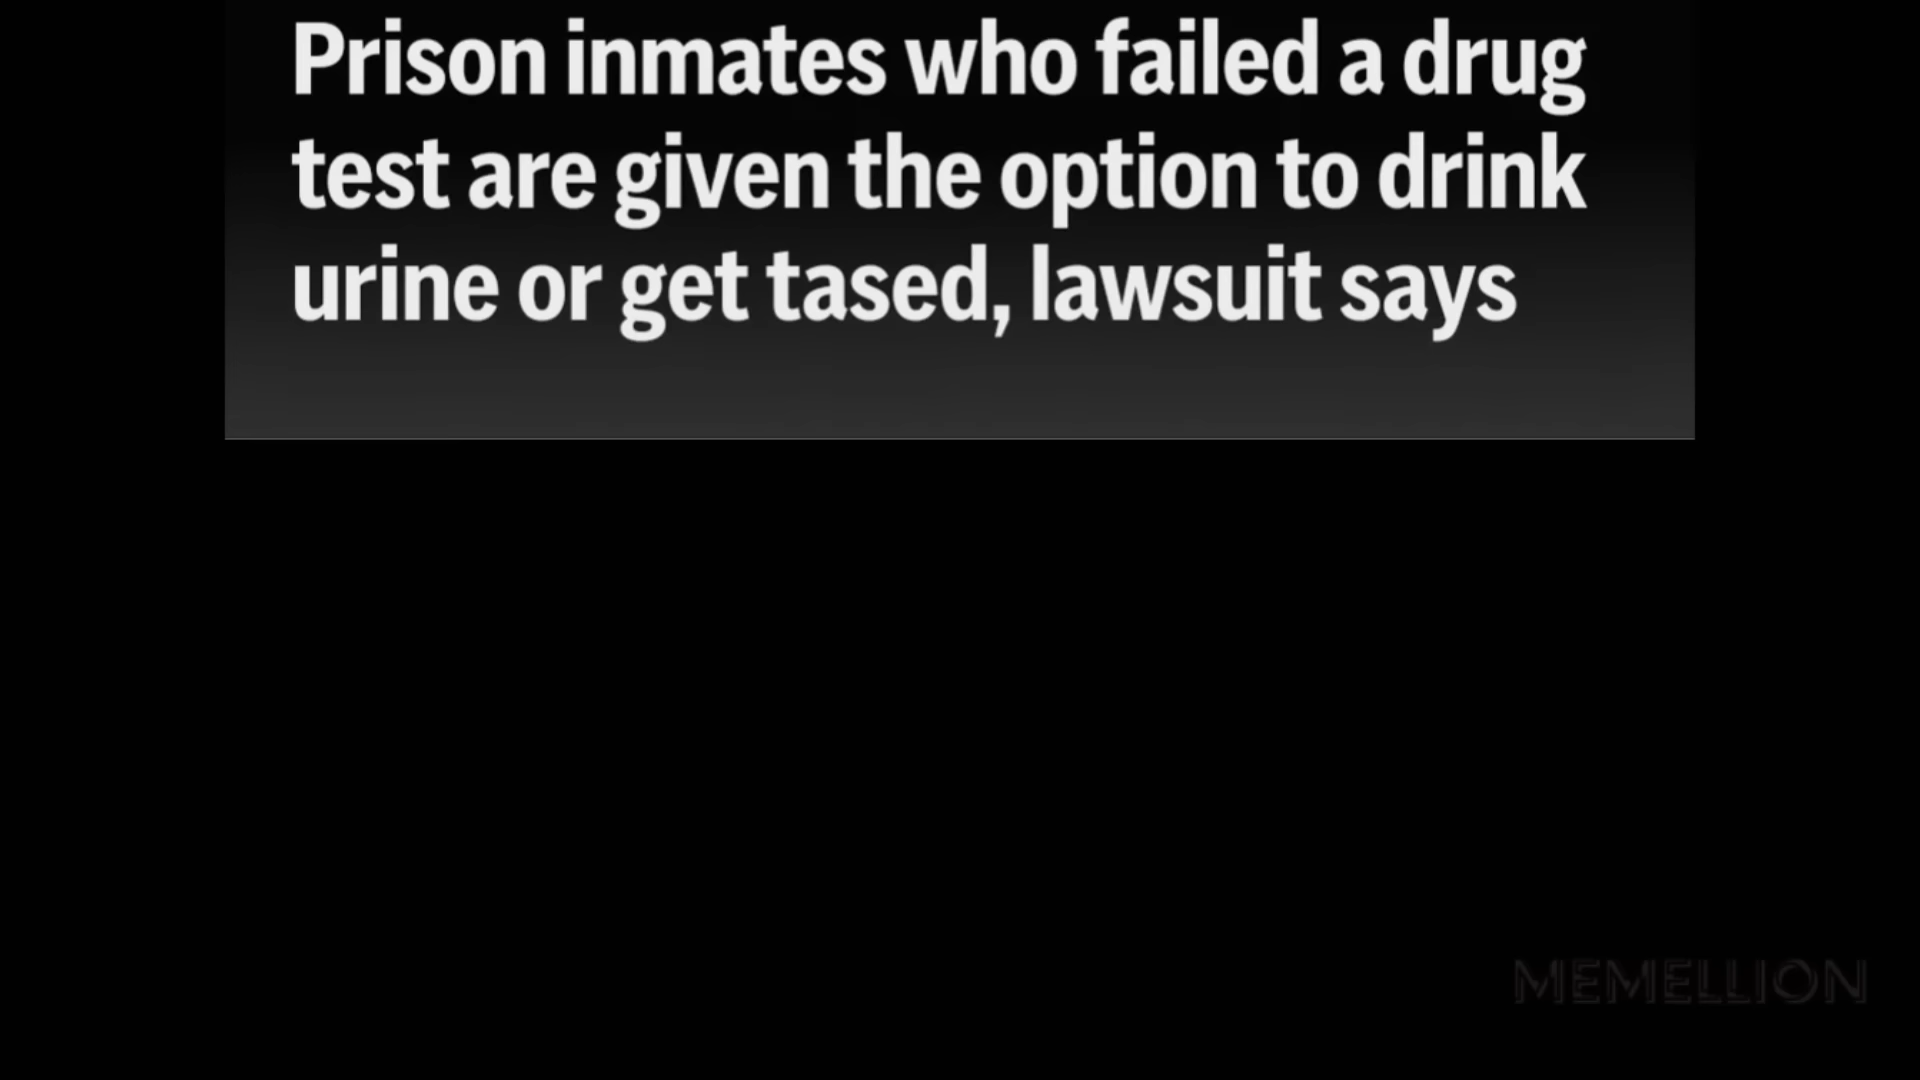 Prison inmates who failed a drug
test are given the option to drink
urine or get tased, lawsuit says
MEMELLION